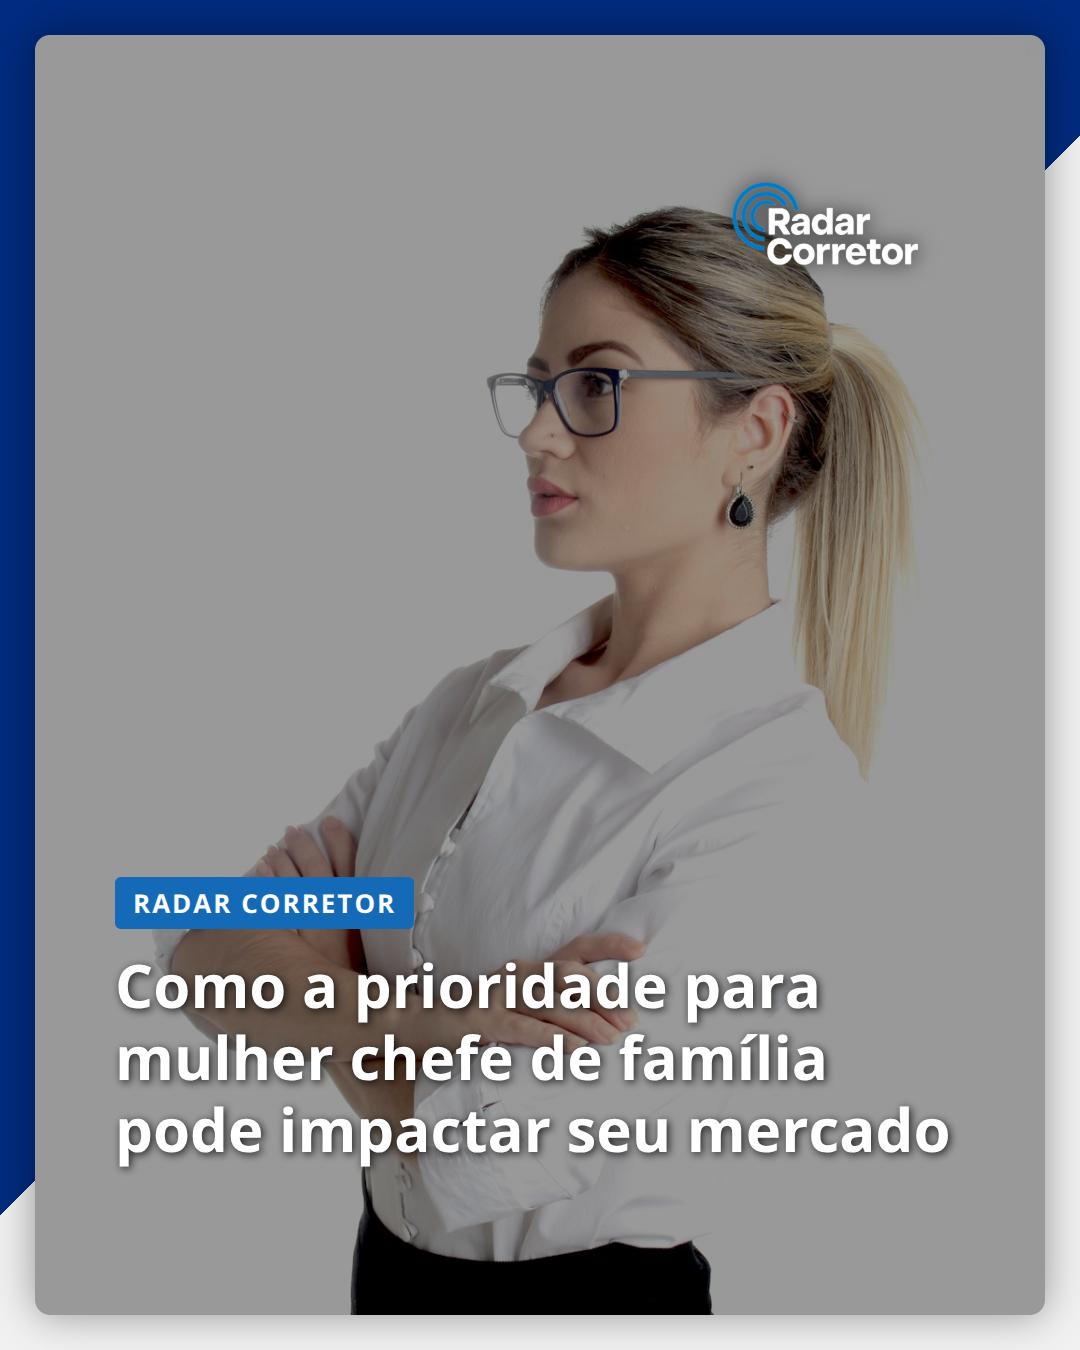 Radar
Corretor
RADAR CORRETOR
Como a prioridade para
mulher chefe de família
pode impactar seu mercado